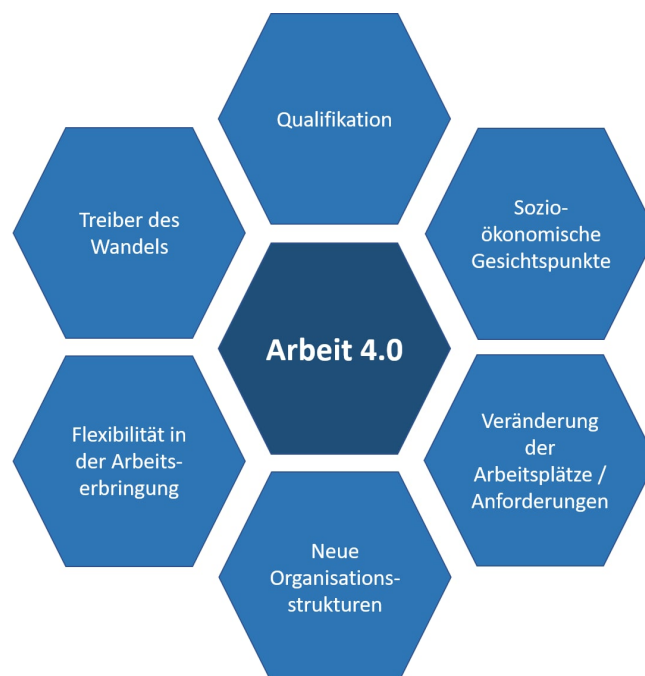 Qualifikation
Treiber des
Wandels
Sozio-
ökonomische
Gesichtspunkte
Arbeit 4.0
Flexibilität in
der Arbeits-
erbringung
Veränderung
der
Arbeitsplätze /
Anforderungen
Neue
Organisations-
strukturen